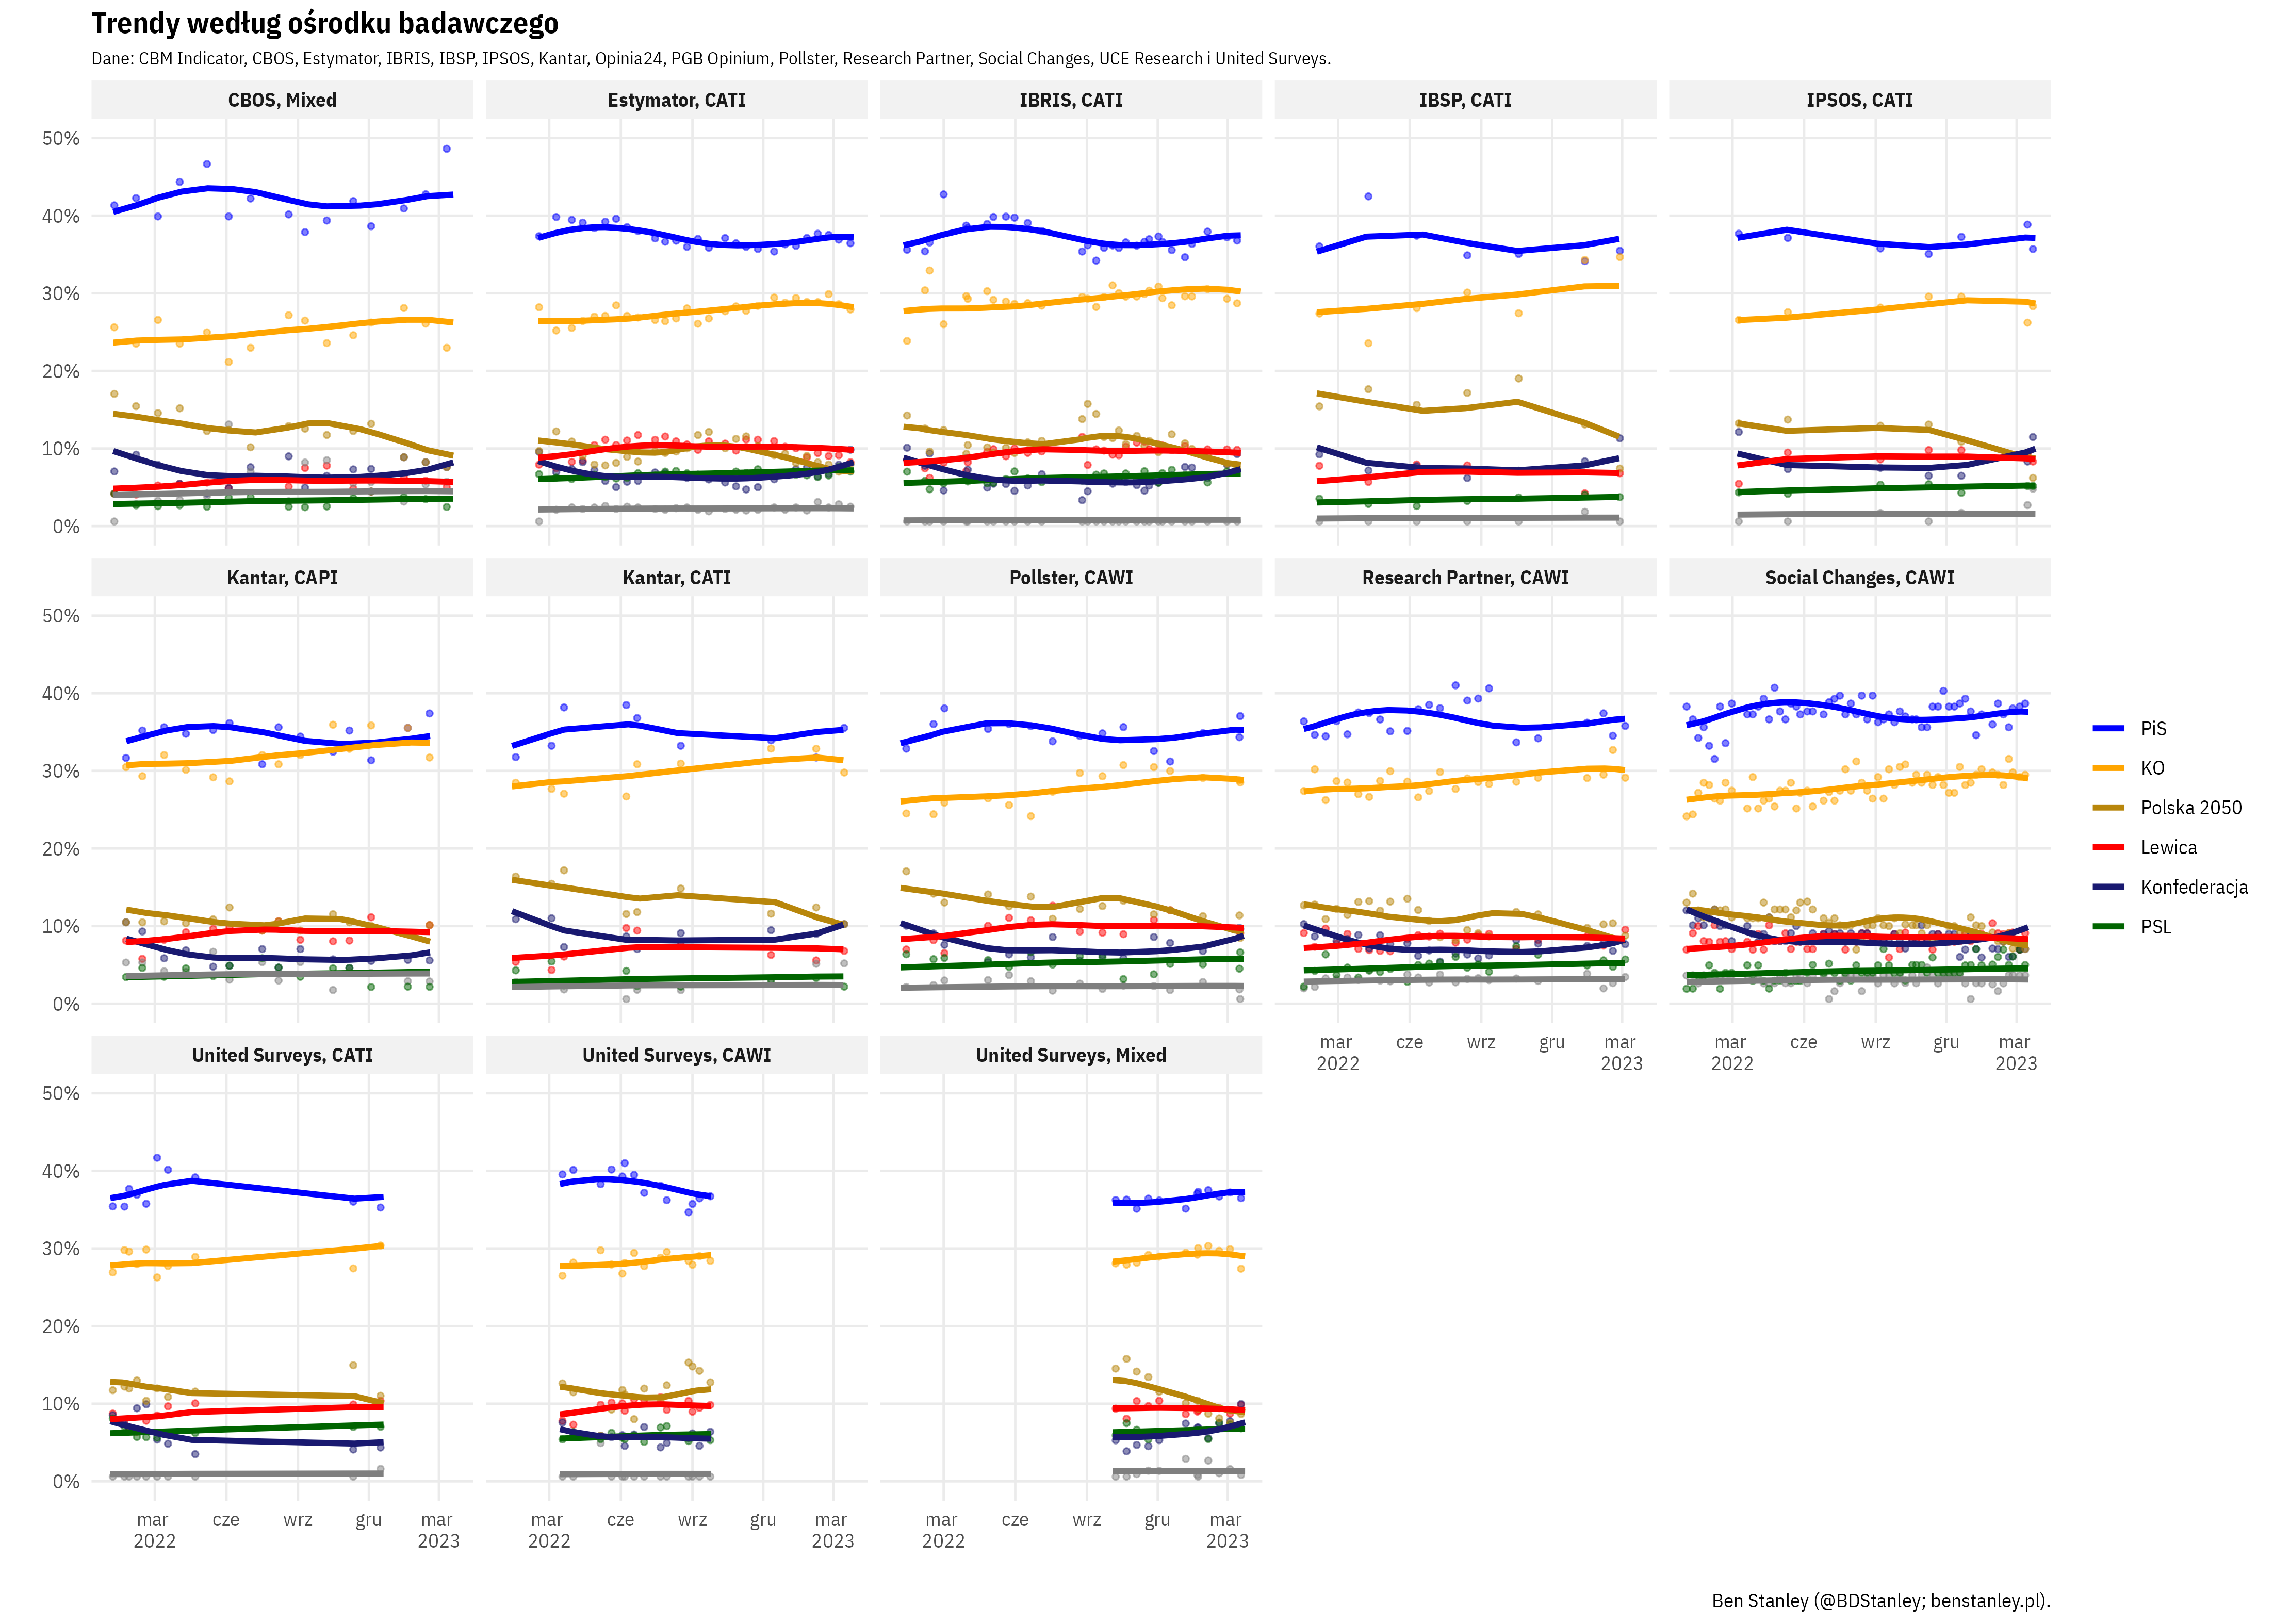 Trendy według ośrodku badawczego
Dane: CBM Indicator, CBOS, Estymator, IBRIS, IBSP, IPSOS, Kantar, Opinia24, PGB Opinium, Pollster, Research Partner, Social Changes, UCE Research i United Surveys.
CBOS, Mixed
Estymator, CATI
IBRIS, CATI
IBSP, CATI
IPSOS, CATI
50%
40%
30%
20%
10%
0%
Kantar, CAPI
Kantar, CATI
Pollster, CAWI
Research Partner, CAWI
Social Changes, CAWI
50%
40%
30%
20%
10%
0%
mar cze wrz gru mar
2022 2023
mar cze wrz gru mar
2022 2023
United Surveys, CATI
United Surveys, CAWI
United Surveys, Mixed
50%
40%
30%
20%
10%
0%
mar cze wrz gru mar
2022 2023
mar cze wrz gru mar
2022 2023
mar cze wrz gru mar
2022 2023
PiS
KO
Polska 2050
Lewica
Konfederacja
PSL
Ben Stanley (@BDStanley; benstanley.pl).